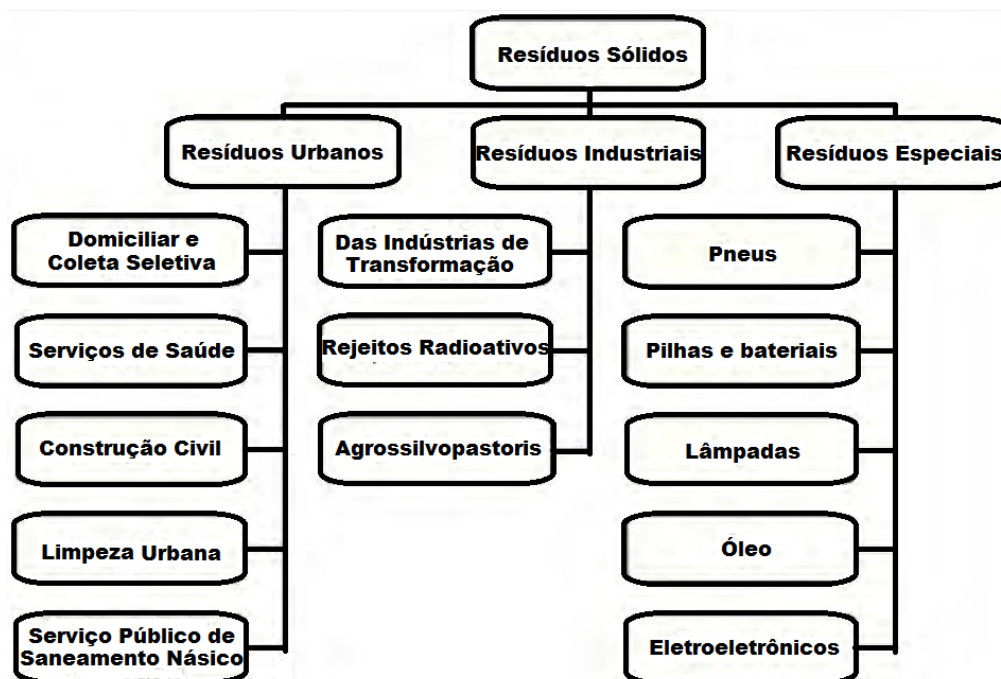 Resíduos Sólidos
Resíduos Urbanos
Resíduos Industriais
Resíduos Especiais
Domiciliar e
Coleta Seletiva
Serviços de Saúde
Construção Civil
Limpeza Urbana
Serviço Público de
Saneamento Násico
Das Indústrias de
Transformação
Rejeitos Radioativos
Agrossilvopastoris
Pneus
Pilhas e bateriais
Lâmpadas
Óleo
Eletroeletrônicos